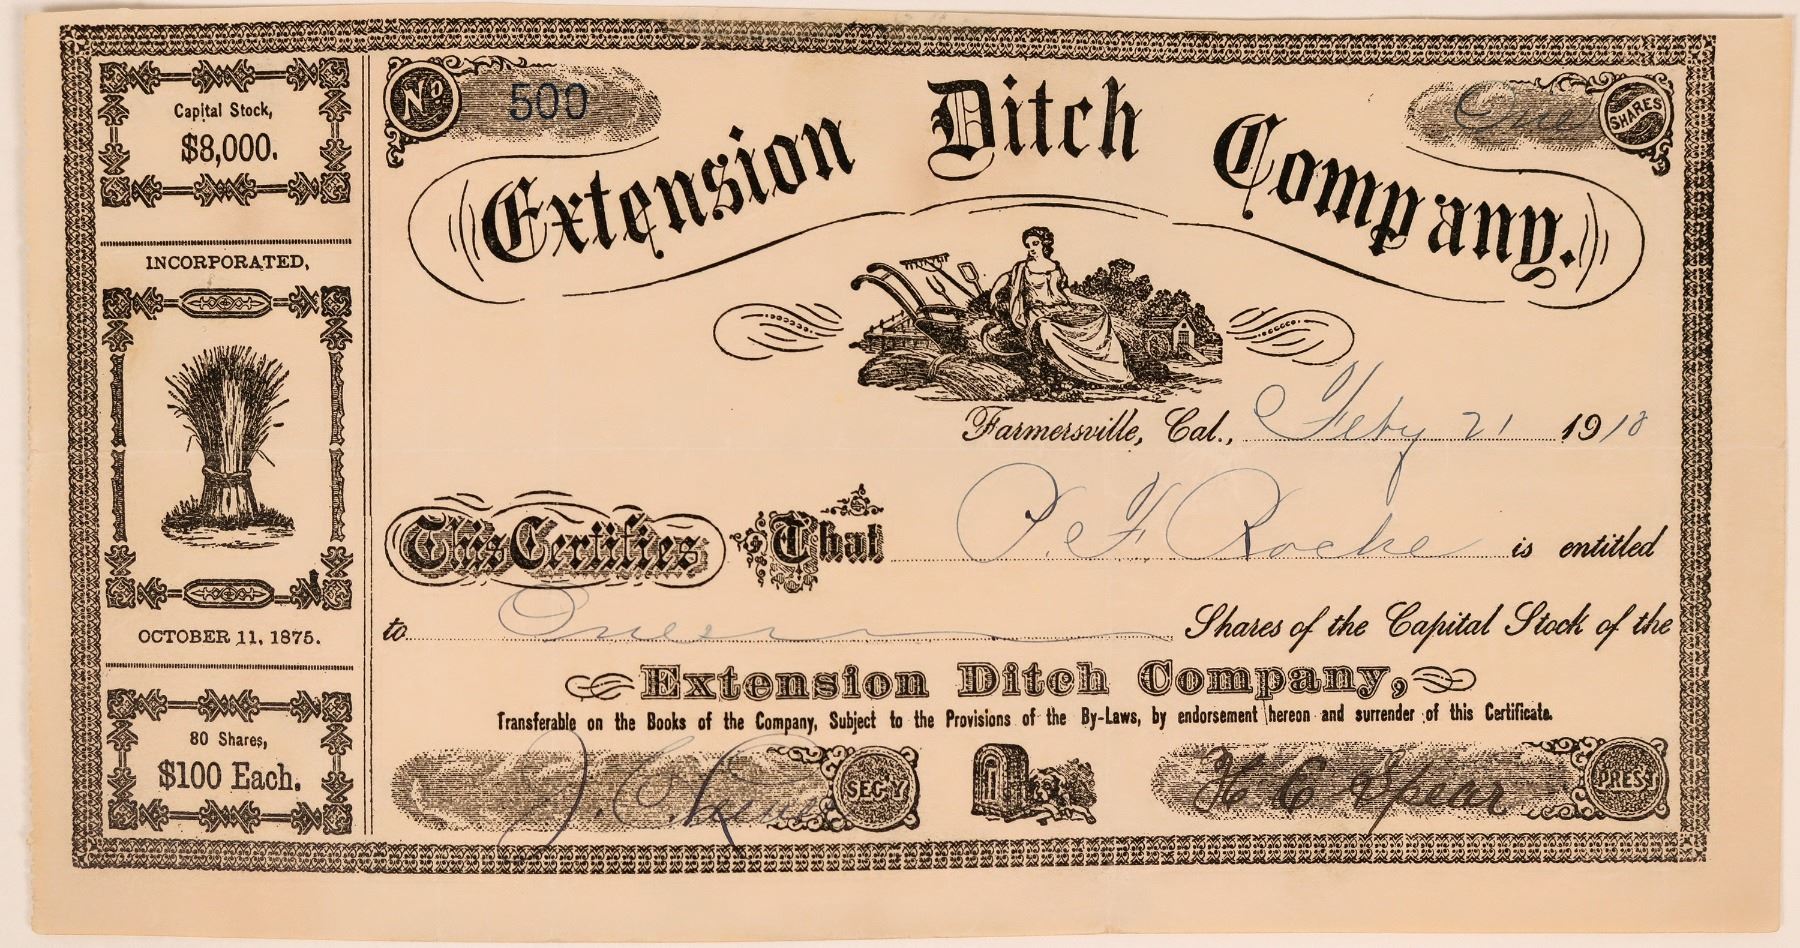 Capital Stock,
$8,000.
INCORPORATED,
OCTOBER 11, 1875.
80 Shares,
$100 Each.
No 500
One SHARES
Extension Ditch Company.
Farmersville, Cal., Feby 21 1910
This Certifies That P. F. Roche is entitled
to One Shares of the Capital Stock of the
Extension Ditch Company,
Transferable on the Books of the Company, Subject to the Provisions of the By-Laws, by endorsement hereon and surrender of this Certificate.
J. C. SEC-Y
H C Spear PREST